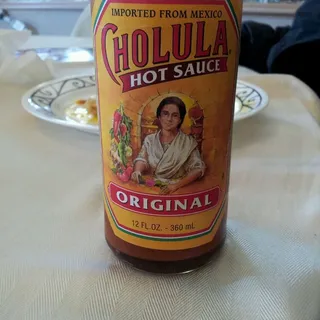 IMPORTED FROM MEXICO
CHOLULA
HOT SAUCE
ORIGINAL
12 FL.OZ. - 360 mL